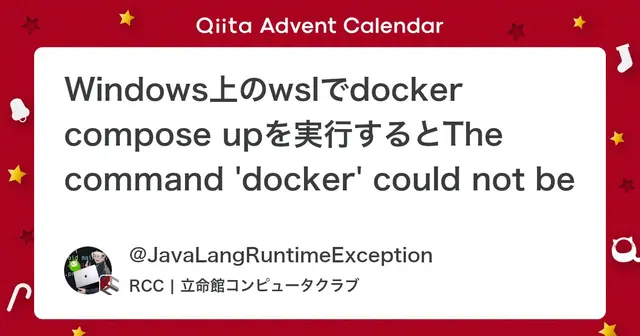 Qiita Advent Calendar
Windows上のwslでdocker
compose upを実行するとThe
command 'docker' could not be
@JavaLangRuntimeException
RCC | 立命館コンピュータクラブ